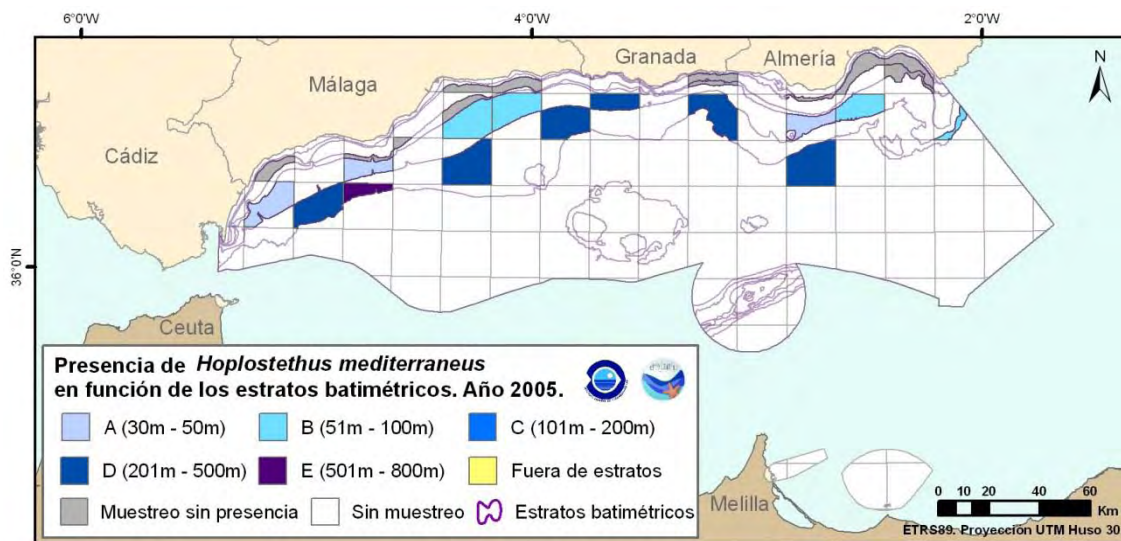 6°0'W 4°0'W 2°0'W
Granada Almería
N
Málaga
Cádiz
36°0'N
Ceuta
Presencia de Hoplostethus mediterraneus
en función de los estratos batimétricos. Año 2005.
A (30m - 50m) B (51m - 100m) C (101m - 200m)
D (201m - 500m) E (501m - 800m) Fuera de estratos
Muestreo sin presencia Sin muestreo Estratos batimétricos
Melilla
0 10 20 40 60
Km
ETRS89. Proyección UTM Huso 30